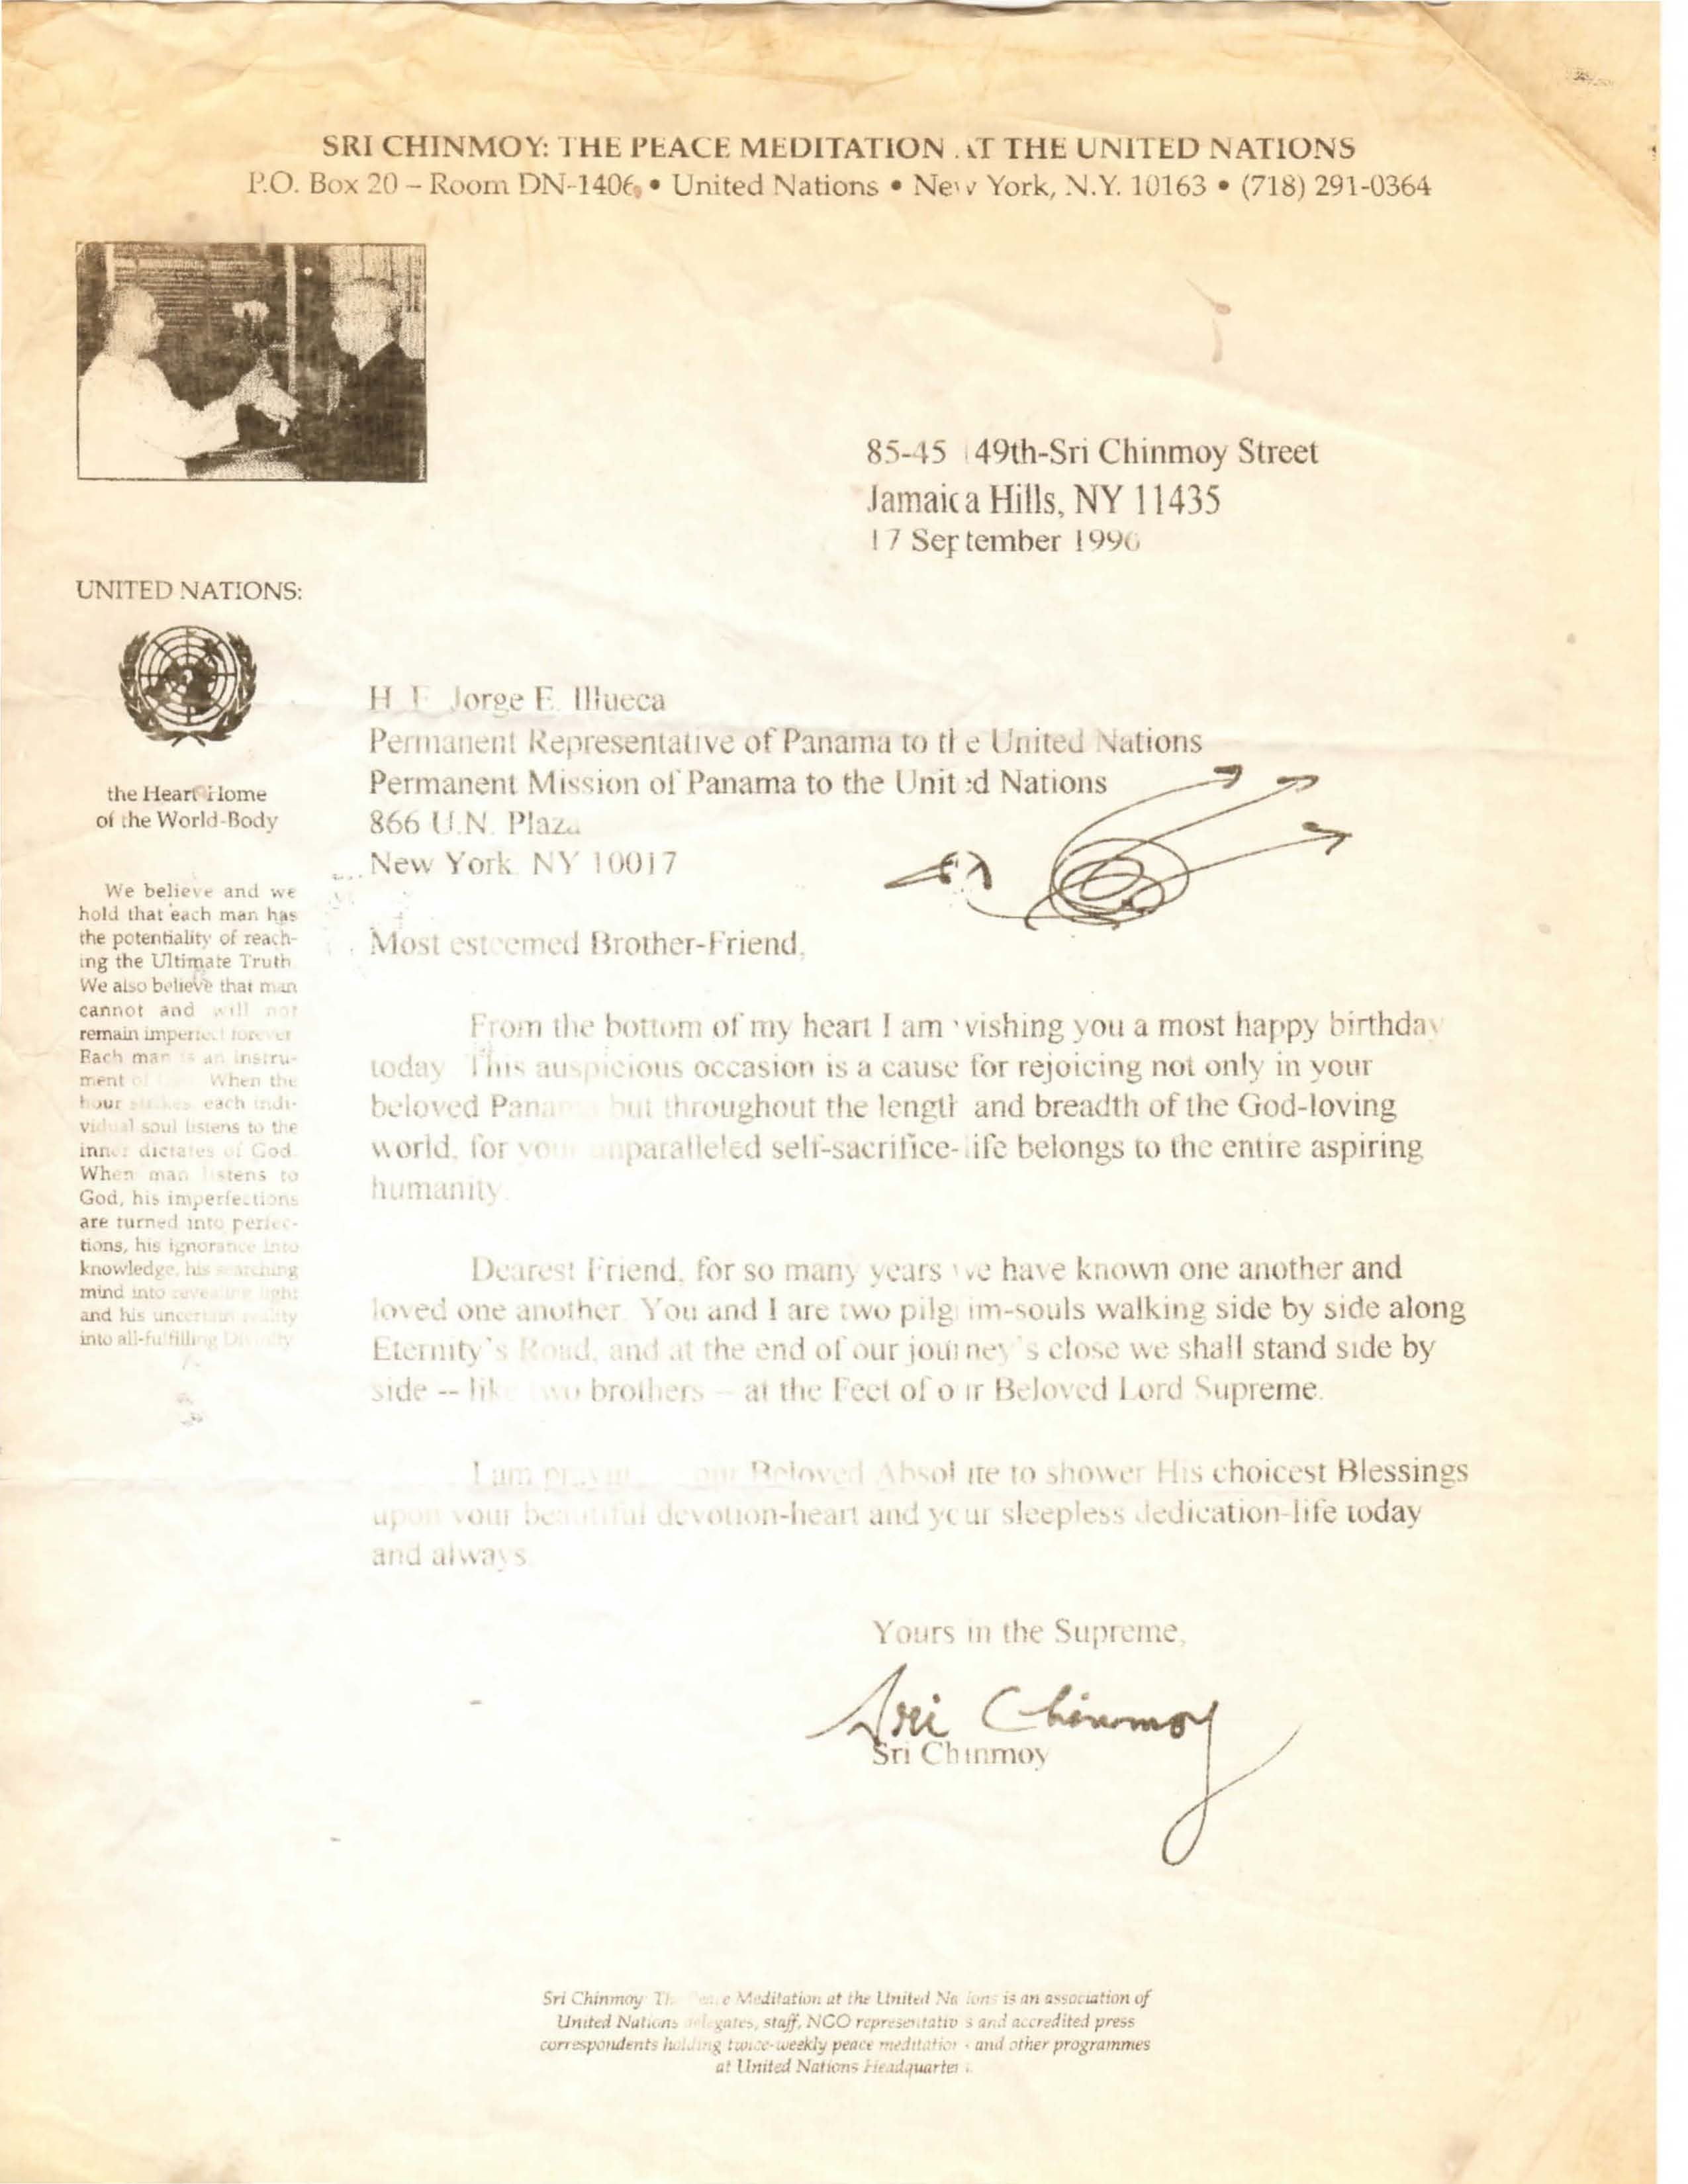 SRI CHINMOY: THE PEACE MEDITATION AT THE UNITED NATIONS
P.O. Box 20 – Room DN-1406 • United Nations • New York, N.Y. 10163 • (718) 291-0364
85-45 149th-Sri Chinmoy Street
Jamaica Hills, NY 11435
17 September 1996
UNITED NATIONS:
the Heart-Home
of the World-Body
We believe and we
hold that each man has
the potentiality of reach-
ing the Ultimate Truth
We also believe that man
cannot and will not
remain imperfect forever
Each man is an instru-
ment of When the
hour strikes each indi-
vidual soul listens to the
inner dictates of God
When man listens to
God, his imperfections
are turned into perfec-
tions, his ignorance into
knowledge, his searching
mind into revealing light
and his uncertain reality
into all-fulfilling Divinity
H.E. Jorge E. Illueca
Permanent Representative of Panama to the United Nations
Permanent Mission of Panama to the United Nations
866 U.N. Plaza
New York NY 10017
Most esteemed Brother-Friend,
From the bottom of my heart I am wishing you a most happy birthday
today This auspicious occasion is a cause for rejoicing not only in your
beloved Panama but throughout the length and breadth of the God-loving
world, for your unparalleled self-sacrifice-life belongs to the entire aspiring
humanity.
Dearest Friend, for so many years we have known one another and
loved one another You and I are two pilgrim-souls walking side by side along
Eternity's Road, and at the end of our journey's close we shall stand side by
side -- like two brothers -- at the Feet of our Beloved Lord Supreme.
I am praying our Beloved Absolute to shower His choicest Blessings
upon your beautiful devotion-heart and your sleepless dedication-life today
and always
Yours in the Supreme,
Sri Chinmoy
Sri Chinmoy
Sri Chinmoy: The Peace Meditation at the United Nations is an association of
United Nations delegates, staff, NGO representatives and accredited press
correspondents holding twice-weekly peace meditations and other programmes
at United Nations Headquarters.